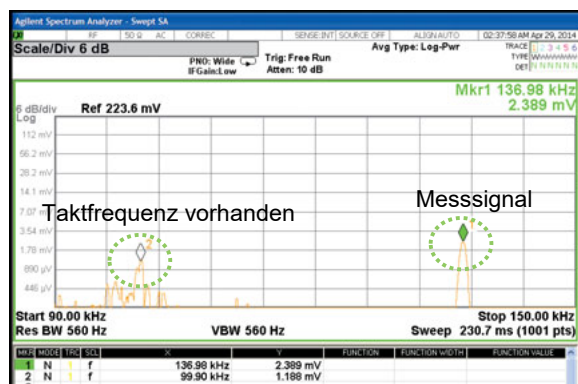 Agilent Spectrum Analyzer - Swept SA
RF 50 Ω AC CORREC SENSE:INT SOURCE OFF ALIGN AUTO 02:37:58 AM Apr 29, 2014
Scale/Div 6 dB
Avg Type: Log-Pwr
TRACE 1 2 3 4 5 6
PNO: Wide Trig: Free Run
TYPE
IFGain:Low Atten: 10 dB
DET N N N N N N
Mkr1 136.98 kHz
6 dB/div Ref 223.6 mV 2.389 mV
Log
112 mV
56.2 mV
28.2 mV
14.1 mV
7.07 mV
Taktfrequenz vorhanden
Messsignal
3.54 mV
2
1
1.78 mV
890 µV
445 µV
Start 90.00 kHz Stop 150.00 kHz
Res BW 560 Hz VBW 560 Hz Sweep 230.7 ms (1001 pts)
MKR MODE TRC SCL X Y FUNCTION FUNCTION WIDTH FUNCTION VALUE
1 N 1 f 136.98 kHz 2.389 mV
2 N 1 f 99.90 kHz 1.188 mV